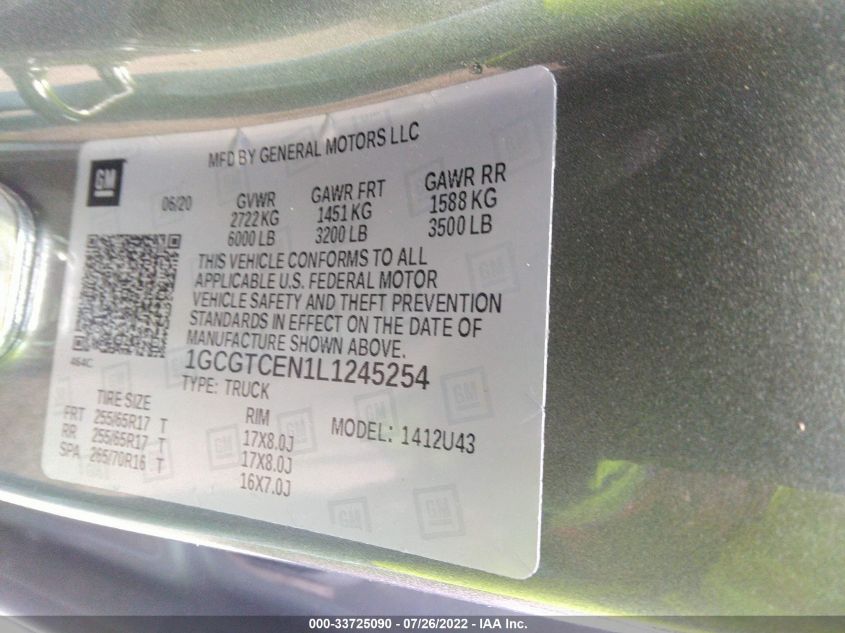 MFD BY GENERAL MOTORS LLC
GM
06/20
GVWR
2722 KG
6000 LB
GAWR FRT
1451 KG
3200 LB
GAWR RR
1588 KG
3500 LB
THIS VEHICLE CONFORMS TO ALL
APPLICABLE U.S. FEDERAL MOTOR
VEHICLE SAFETY AND THEFT PREVENTION
STANDARDS IN EFFECT ON THE DATE OF
MANUFACTURE SHOWN ABOVE.
464C
1GCGTCEN1L1245254
TYPE: TRUCK
TIRE SIZE
RIM
MODEL: 1412U43
FRT 255/65R17 T 17X8.0J
RR 255/65R17 T 17X8.0J
SPA 265/70R16 T 16X7.0J
000-33725090 - 07/26/2022 - IAA Inc.